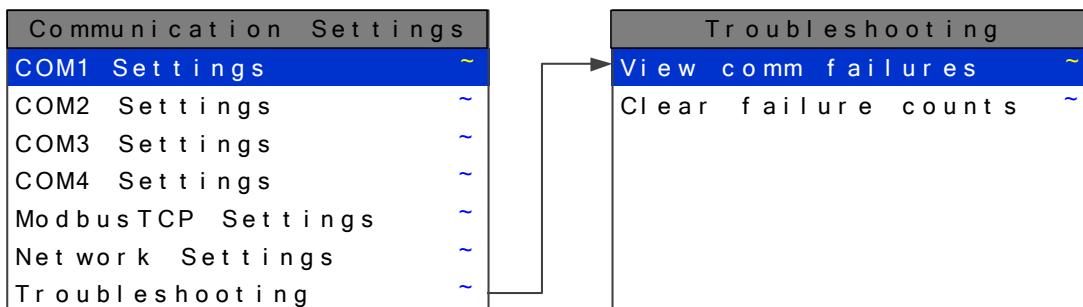 Communication Settings
COM1 Settings ~
COM2 Settings ~
COM3 Settings ~
COM4 Settings ~
ModbusTCP Settings ~
Network Settings ~
Troubleshooting ~
Troubleshooting
View comm failures ~
Clear failure counts ~